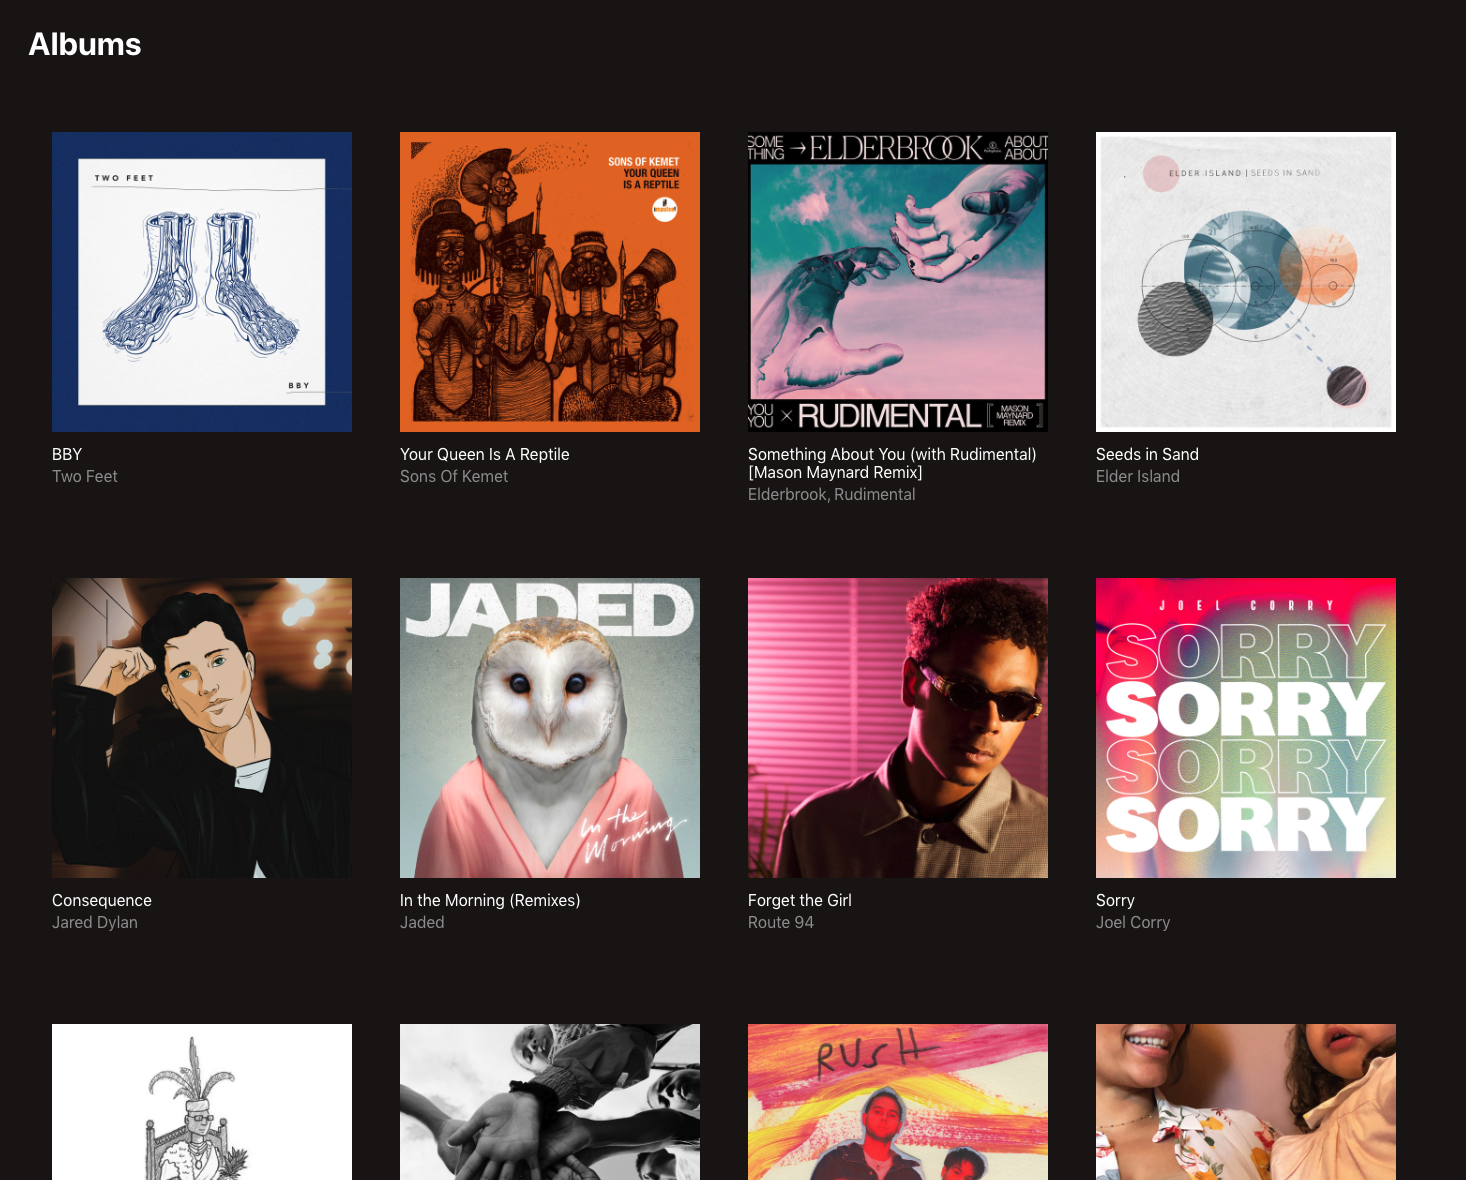 Albums
TWO FEET
BBY
SONS OF KEMET
YOUR QUEEN
IS A REPTILE
SOME
THING
→ELDERBROOK
ABOUT
ABOUT
YOU
YOU
× RUDIMENTAL
[MASON
MAYNARD
REMIX]
ELDER ISLAND | SEEDS IN SAND
BBY
Two Feet
Your Queen Is A Reptile
Sons Of Kemet
Something About You (with Rudimental)
[Mason Maynard Remix]
Elderbrook, Rudimental
Seeds in Sand
Elder Island
JADED
In the
Morning
JOEL CORRY
SORRY
SORRY
SORRY
SORRY
Consequence
Jared Dylan
In the Morning (Remixes)
Jaded
Forget the Girl
Route 94
Sorry
Joel Corry
RUSH